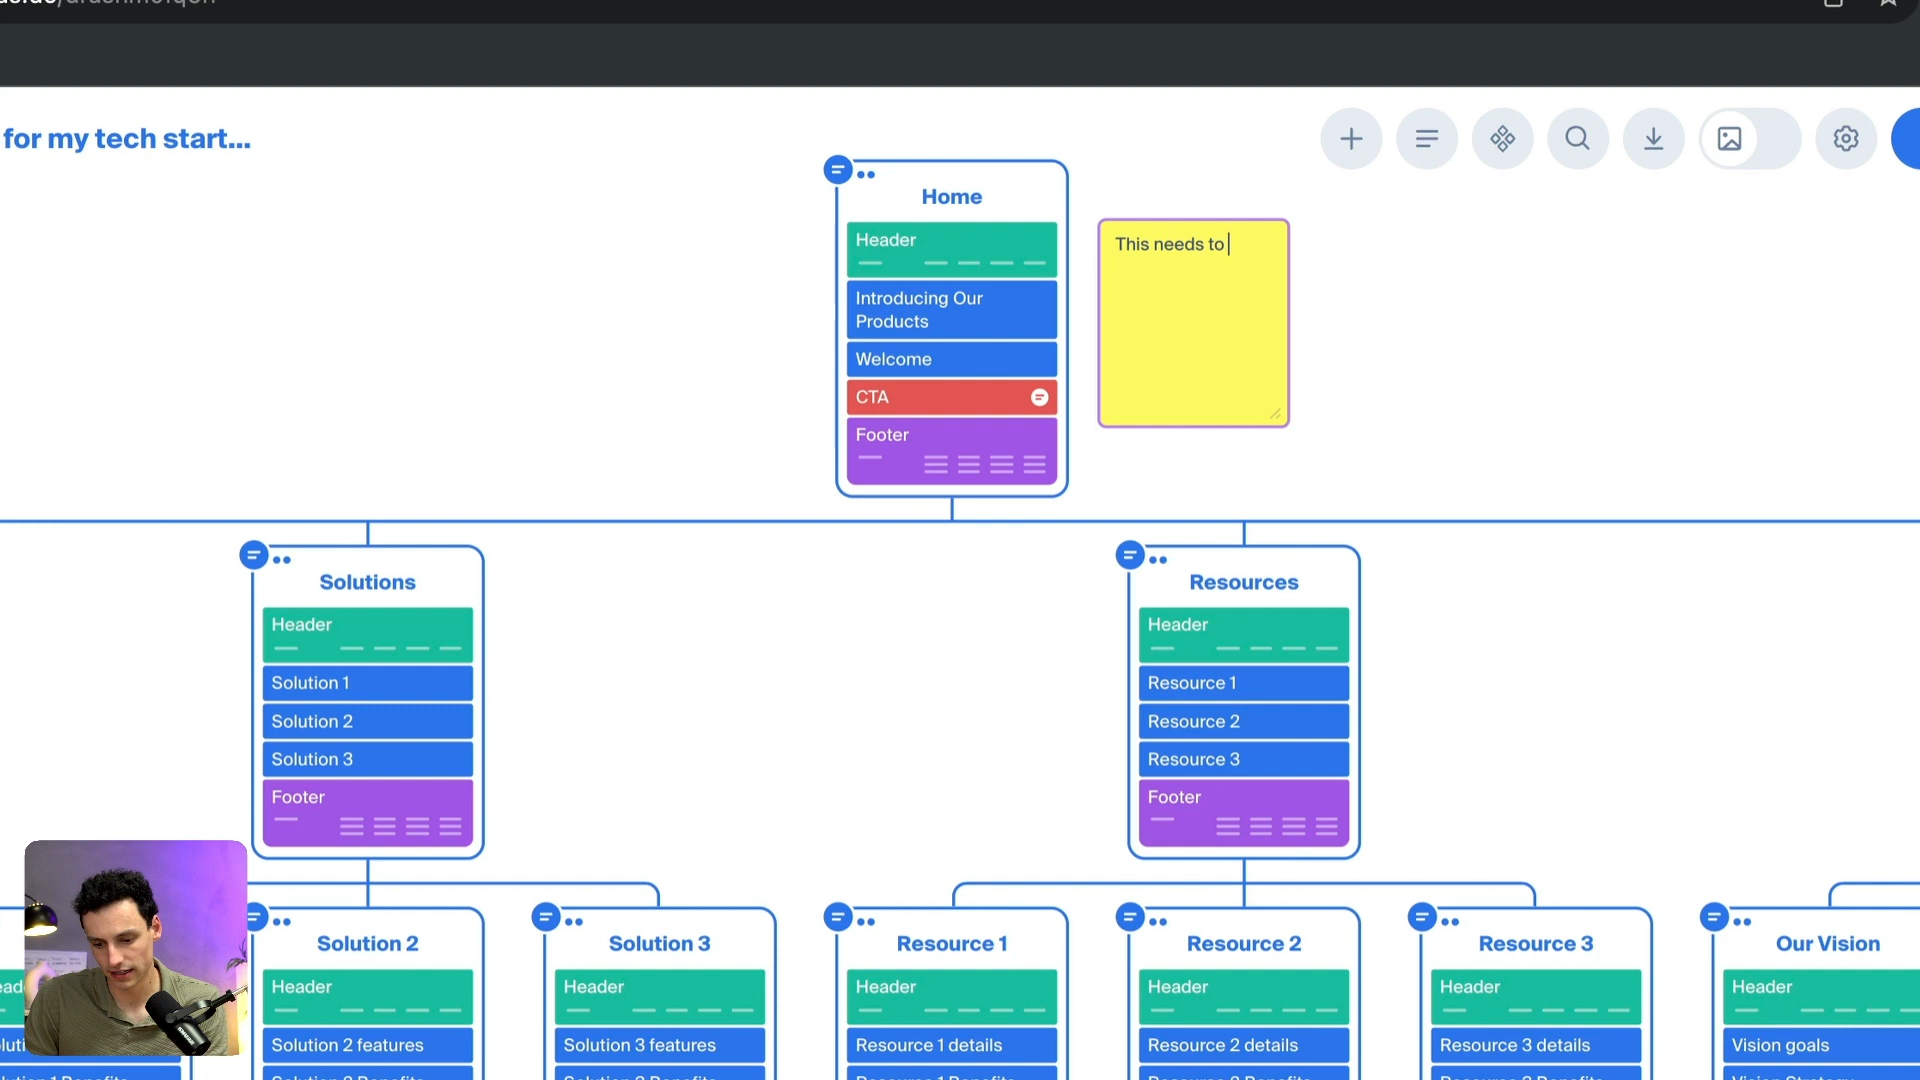 for my tech start...
Home
Header
Introducing Our
Products
Welcome
CTA
Footer
This needs to
Solutions
Header
Solution 1
Solution 2
Solution 3
Footer
Resources
Header
Resource 1
Resource 2
Resource 3
Footer
Solution 2
Header
Solution 2 features
Solution 3
Header
Solution 3 features
Resource 1
Header
Resource 1 details
Resource 2
Header
Resource 2 details
Resource 3
Header
Resource 3 details
Our Vision
Header
Vision goals